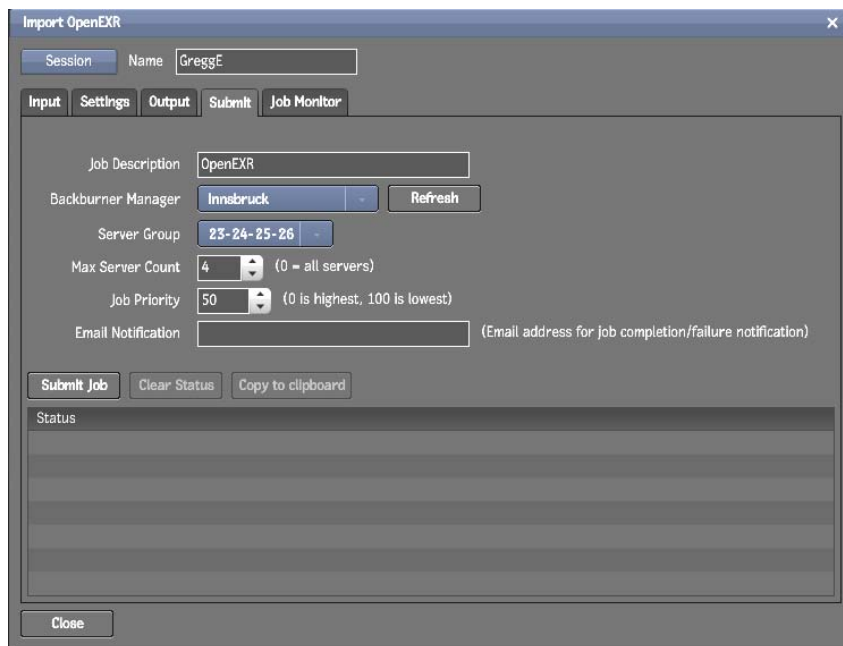 Import OpenEXR
Session Name GreggE
Input Settings Output Submit Job Monitor
Job Description OpenEXR
Backburner Manager Innsbruck Refresh
Server Group 23-24-25-26
Max Server Count 4 (0 = all servers)
Job Priority 50 (0 is highest, 100 is lowest)
Email Notification (Email address for job completion/failure notification)
Submit Job Clear Status Copy to clipboard
Status
Close